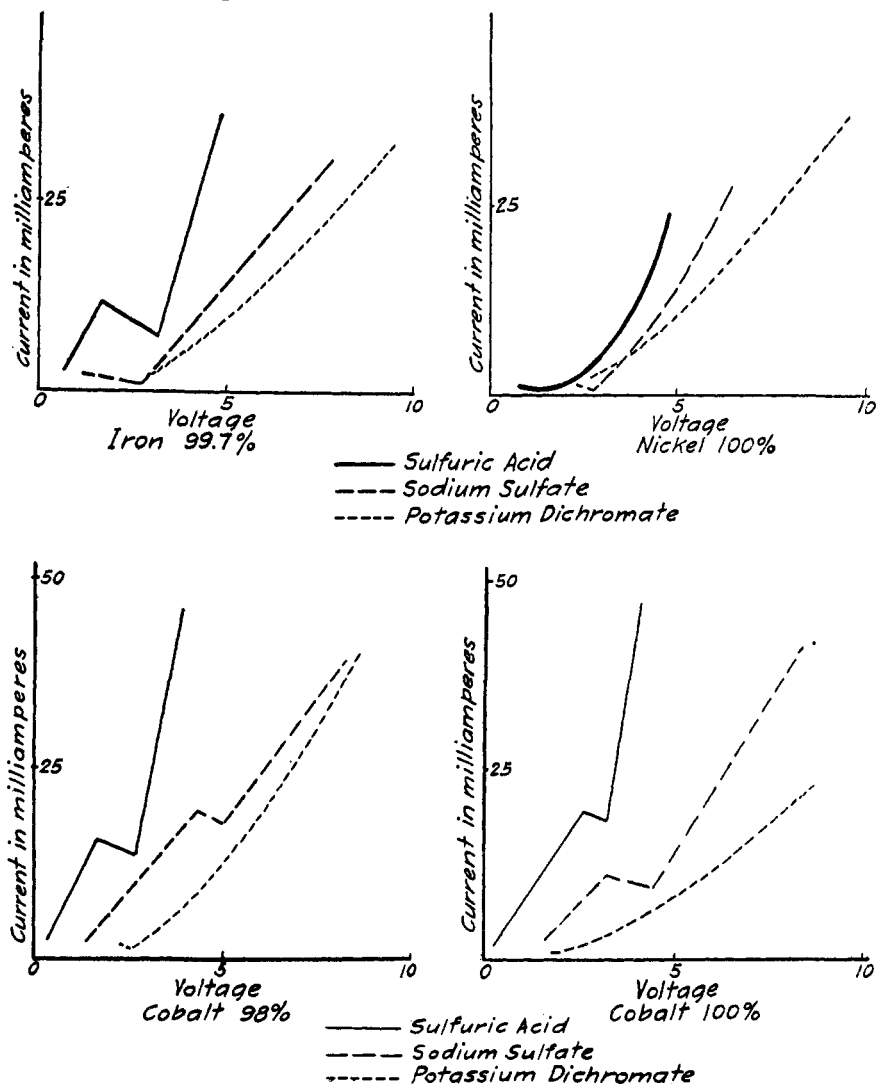 Current in milliamperes
25
0
5
10
Voltage
Iron 99.7%
Current in milliamperes
25
0
5
10
Voltage
Nickel 100%
Sulfuric Acid
Sodium Sulfate
Potassium Dichromate
Current in milliamperes
50
25
0
5
10
Voltage
Cobalt 98%
Current in milliamperes
50
25
0
5
10
Voltage
Cobalt 100%
Sulfuric Acid
Sodium Sulfate
Potassium Dichromate